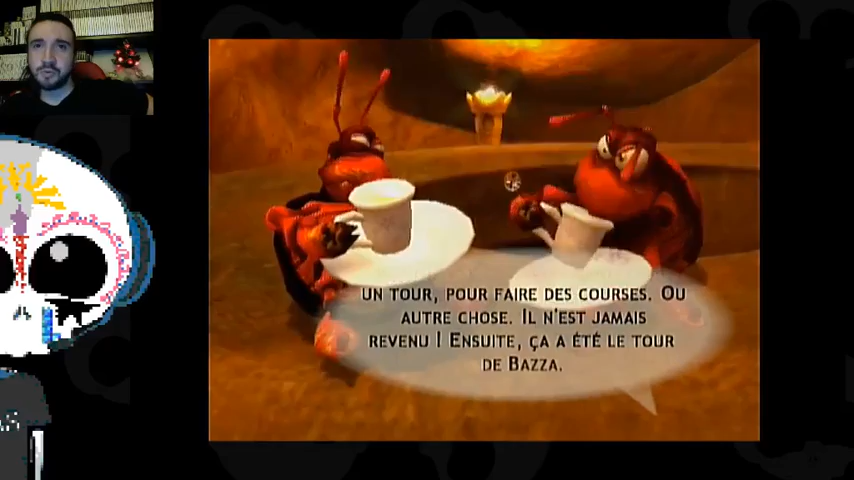 UN TOUR, POUR FAIRE DES COURSES. OU
AUTRE CHOSE. IL N'EST JAMAIS
REVENU ! ENSUITE, ÇA A ÉTÉ LE TOUR
DE BAZZA.